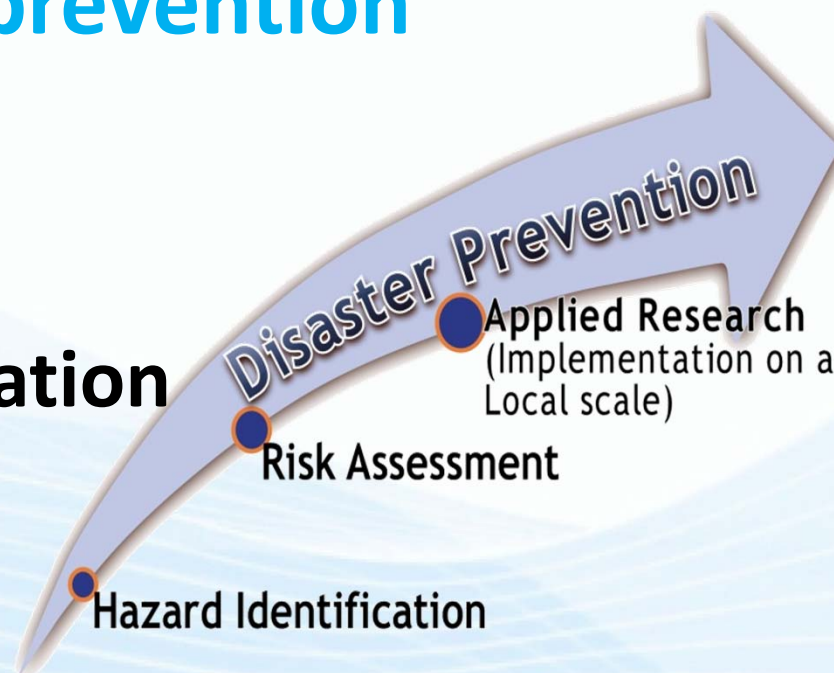 prevention
Disaster Prevention
Applied Research
(Implementation on a
Local scale)
ation
Risk Assessment
Hazard Identification